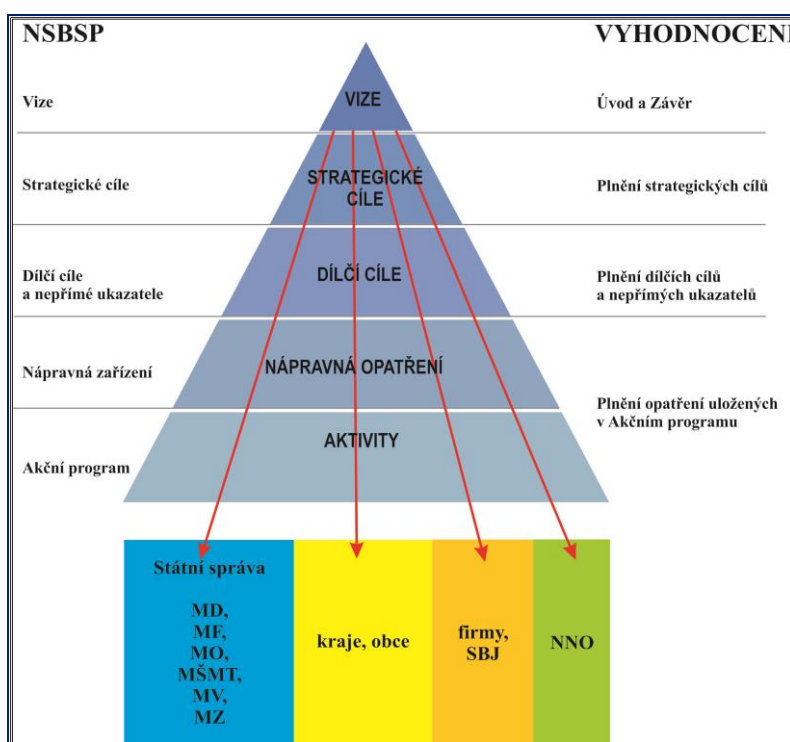 NSBSP
VYHODNOCENÍ
Vize
VIZE
Úvod a Závěr
Strategické cíle
STRATEGICKÉ
CÍLE
Plnění strategických cílů
Dílčí cíle
a nepřímé ukazatele
DÍLČÍ CÍLE
Plnění dílčích cílů
a nepřímých ukazatelů
Nápravná zařízení
NÁPRAVNÁ OPATŘENÍ
Plnění opatření uložených
v Akčním programu
Akční program
AKTIVITY
Státní správa
MD,
MF,
MO,
MŠMT,
MV,
MZ
kraje, obce
firmy,
SBJ
NNO